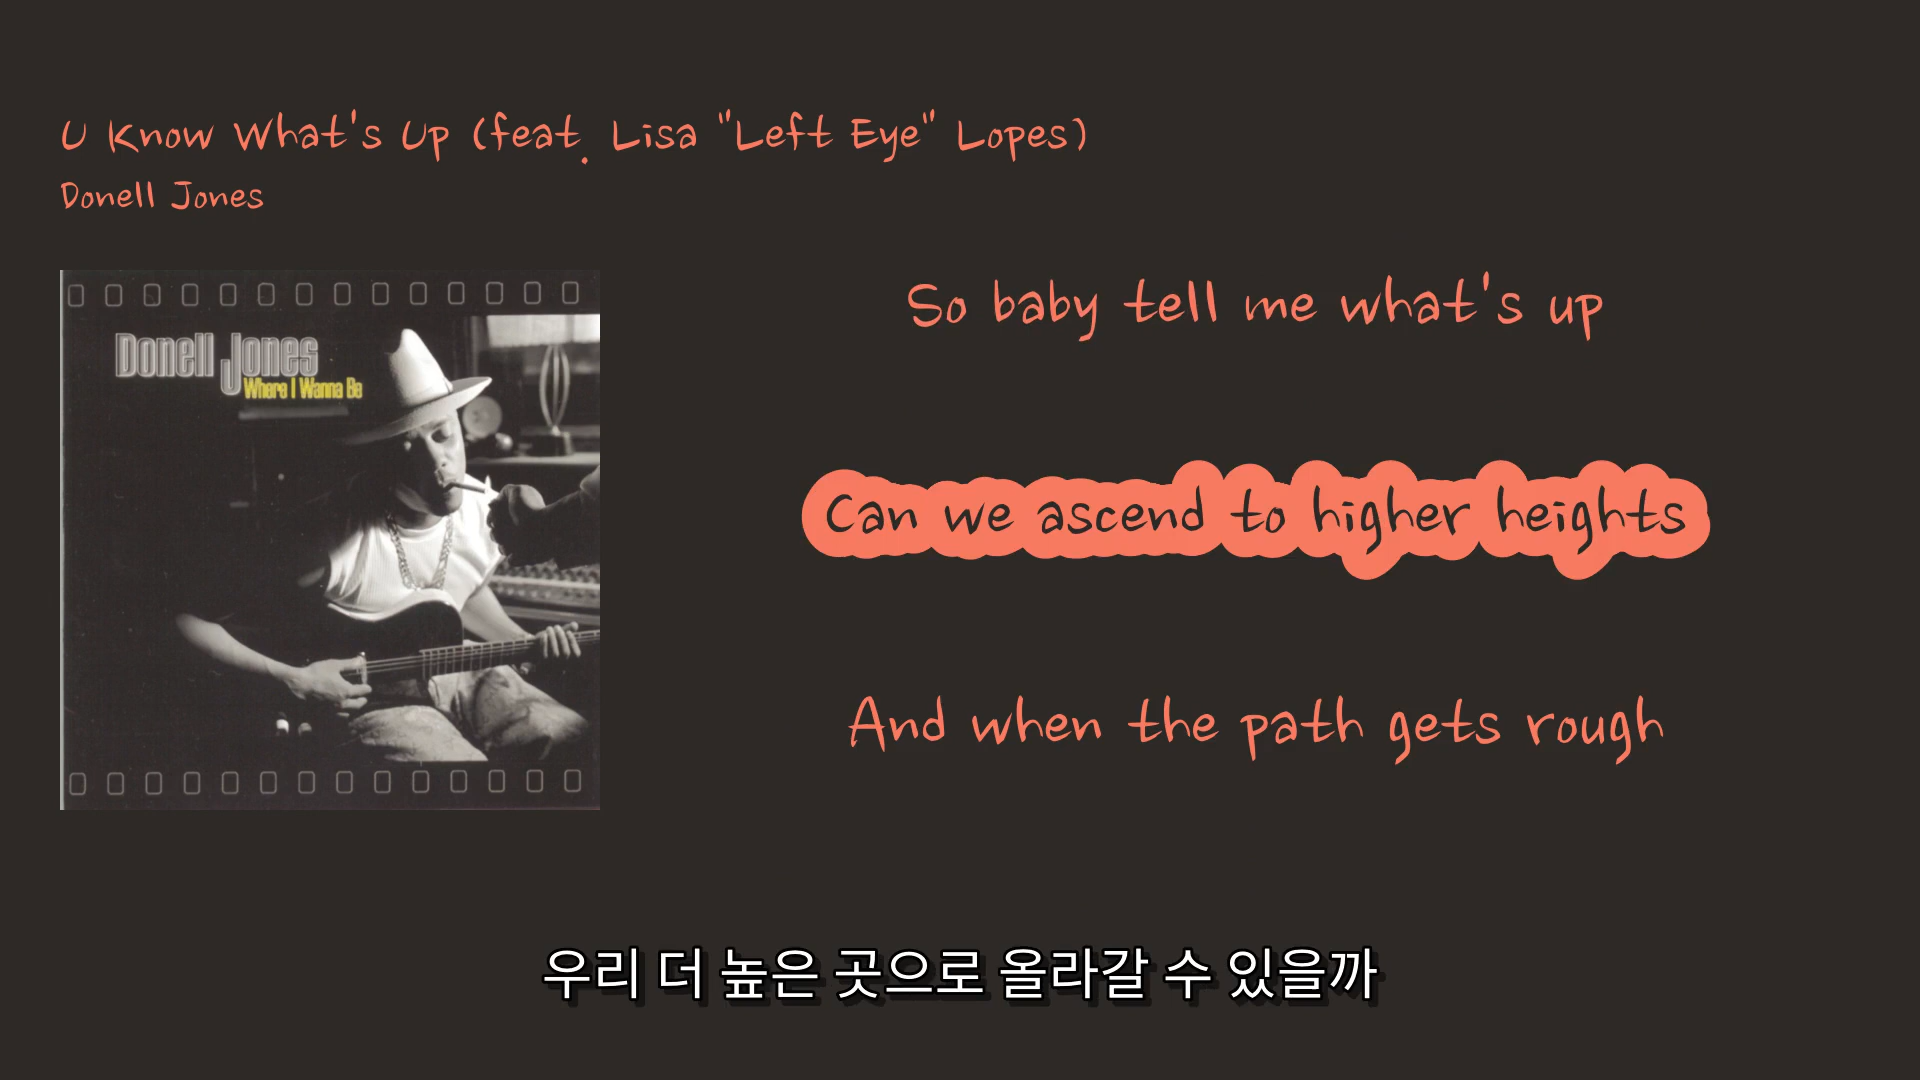 U Know What's Up (feat. Lisa "Left Eye" Lopes)
Donell Jones
Donell Jones
Where I Wanna Be
So baby tell me what's up
Can we ascend to higher heights
And when the path gets rough
우리 더 높은 곳으로 올라갈 수 있을까